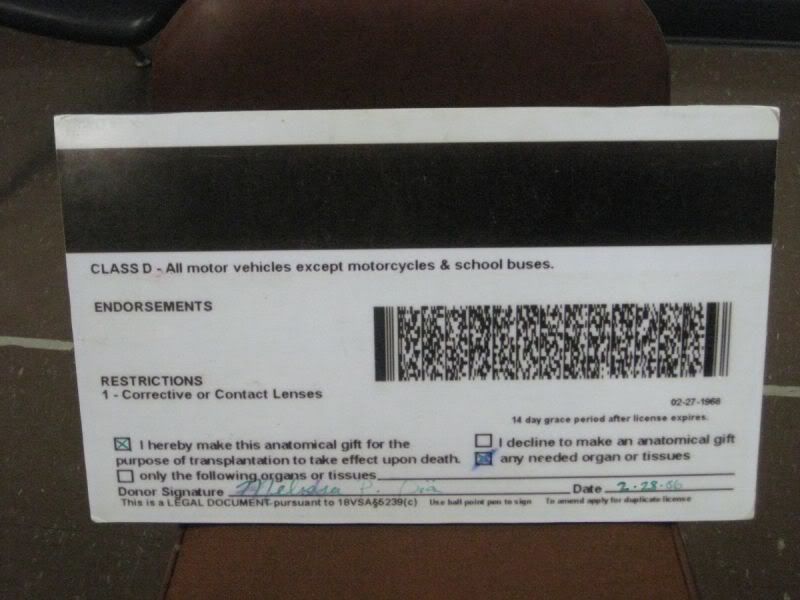 CLASS D - All motor vehicles except motorcycles & school buses.
ENDORSEMENTS
RESTRICTIONS
1 - Corrective or Contact Lenses
02-27-1968
14 day grace period after license expires.
I hereby make this anatomical gift for the
purpose of transplantation to take effect upon death.
I decline to make an anatomical gift
any needed organ or tissues
only the following organs or tissues
Donor Signature Melissa P. Date 2-28-06
This is a LEGAL DOCUMENT pursuant to 18VSA§5239(c) Use ball point pen to sign To amend apply for duplicate license